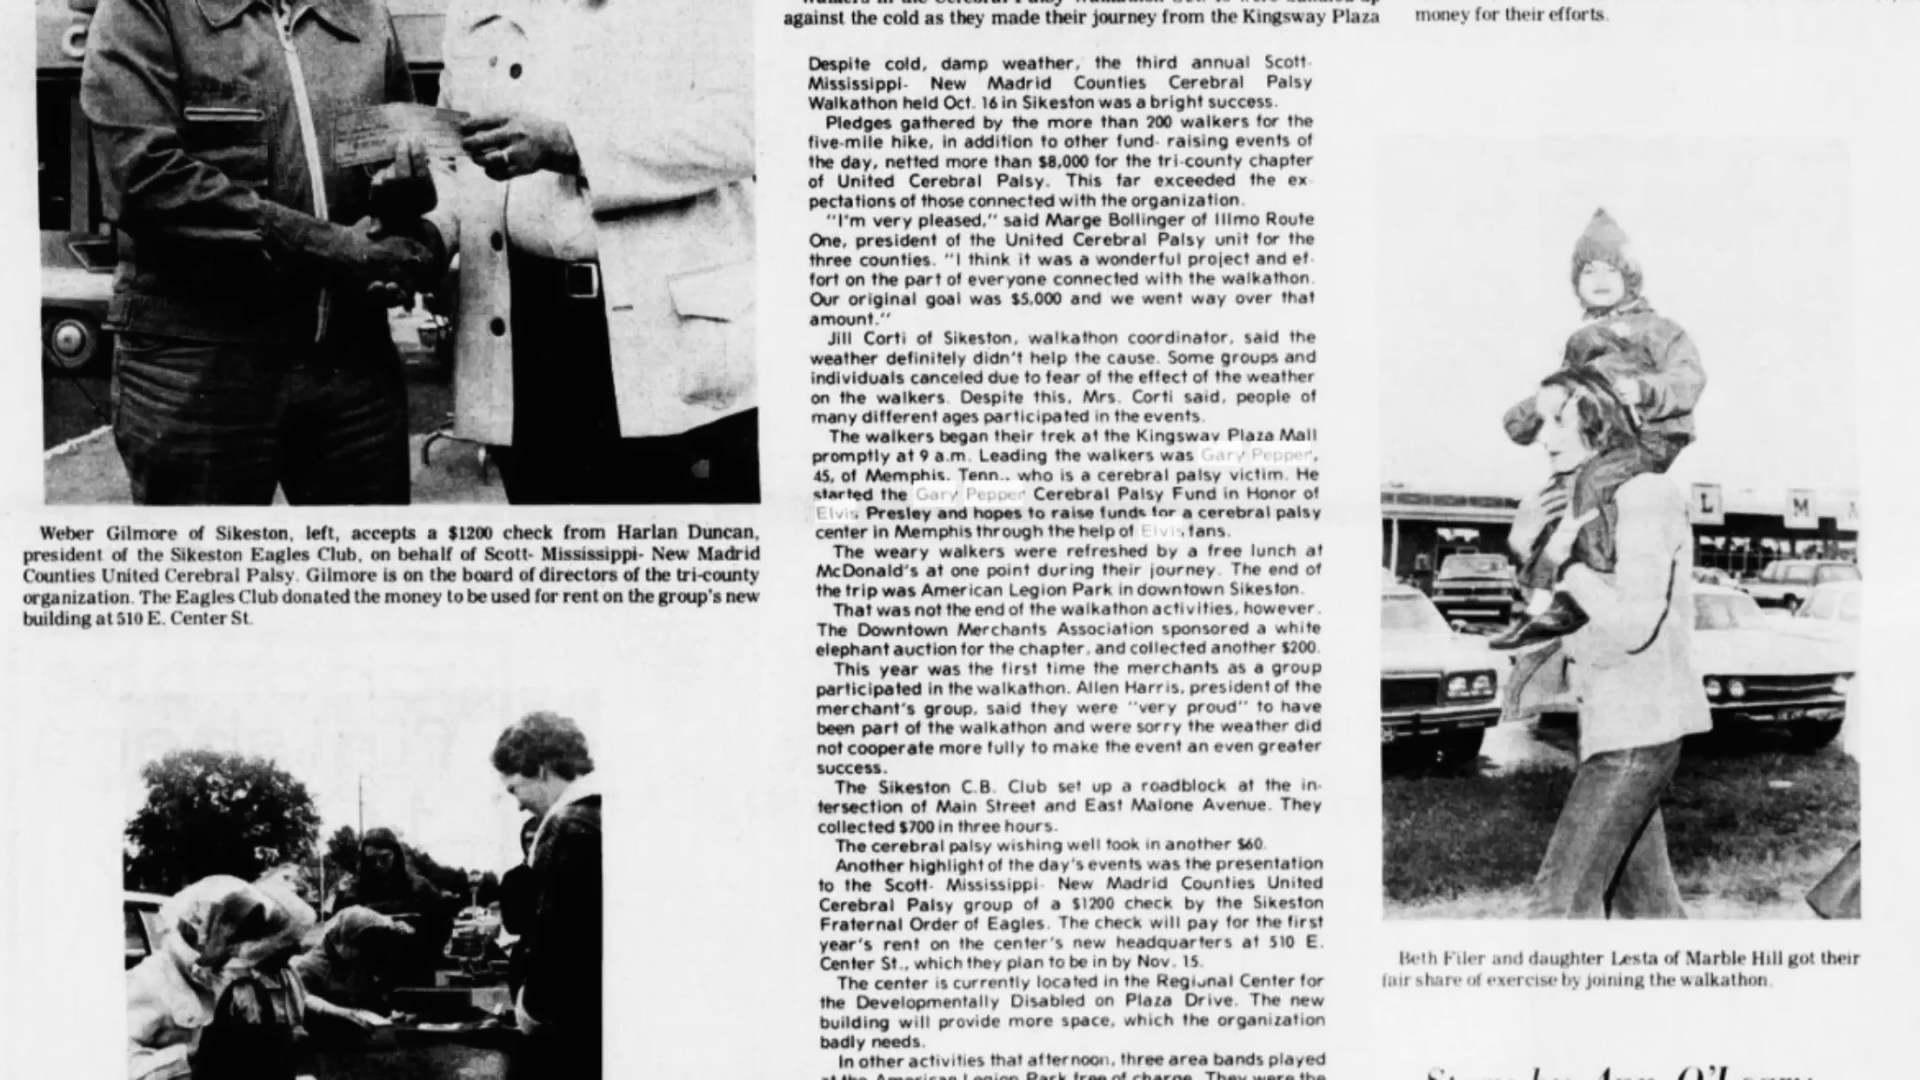 against the cold as they made their journey from the Kingsway Plaza
money for their efforts.
Despite cold, damp weather, the third annual Scott-
Mississippi- New Madrid Counties Cerebral Palsy
Walkathon held Oct. 16 in Sikeston was a bright success.
Pledges gathered by the more than 200 walkers for the
five-mile hike, in addition to other fund- raising events of
the day, netted more than $8,000 for the tri-county chapter
of United Cerebral Palsy. This far exceeded the ex-
pectations of those connected with the organization.
"I'm very pleased," said Marge Bollinger of Illmo Route
One, president of the United Cerebral Palsy unit for the
three counties. "I think it was a wonderful project and ef-
fort on the part of everyone connected with the walkathon.
Our original goal was $5,000 and we went way over that
amount."
Jill Corti of Sikeston, walkathon coordinator, said the
weather definitely didn't help the cause. Some groups and
individuals canceled due to fear of the effect of the weather
on the walkers. Despite this, Mrs. Corti said, people of
many different ages participated in the events.
The walkers began their trek at the Kingsway Plaza Mall
promptly at 9 a.m. Leading the walkers was Gary Pepper,
45, of Memphis, Tenn., who is a cerebral palsy victim. He
started the Gary Pepper Cerebral Palsy Fund in Honor of
Elvis Presley and hopes to raise funds for a cerebral palsy
center in Memphis through the help of Elvis fans.
The weary walkers were refreshed by a free lunch at
McDonald's at one point during their journey. The end of
the trip was American Legion Park in downtown Sikeston.
That was not the end of the walkathon activities, however.
The Downtown Merchants Association sponsored a white
elephant auction for the chapter, and collected another $200.
This year was the first time the merchants as a group
participated in the walkathon. Allen Harris, president of the
merchant's group, said they were "very proud" to have
been part of the walkathon and were sorry the weather did
not cooperate more fully to make the event an even greater
success.
The Sikeston C.B. Club set up a roadblock at the in-
tersection of Main Street and East Malone Avenue. They
collected $700 in three hours.
The cerebral palsy wishing well took in another $60.
Another highlight of the day's events was the presentation
to the Scott- Mississippi- New Madrid Counties United
Cerebral Palsy group of a $1200 check by the Sikeston
Fraternal Order of Eagles. The check will pay for the first
year's rent on the center's new headquarters at 510 E.
Center St., which they plan to be in by Nov. 15.
The center is currently located in the Regional Center for
the Developmentally Disabled on Plaza Drive. The new
building will provide more space, which the organization
badly needs.
In other activities that afternoon, three area bands played
at the American Legion Park free of charge. They were the
Weber Gilmore of Sikeston, left, accepts a $1200 check from Harlan Duncan,
president of the Sikeston Eagles Club, on behalf of Scott- Mississippi- New Madrid
Counties United Cerebral Palsy. Gilmore is on the board of directors of the tri-county
organization. The Eagles Club donated the money to be used for rent on the group's new
building at 510 E. Center St.
L M
Beth Filer and daughter Lesta of Marble Hill got their
fair share of exercise by joining the walkathon.